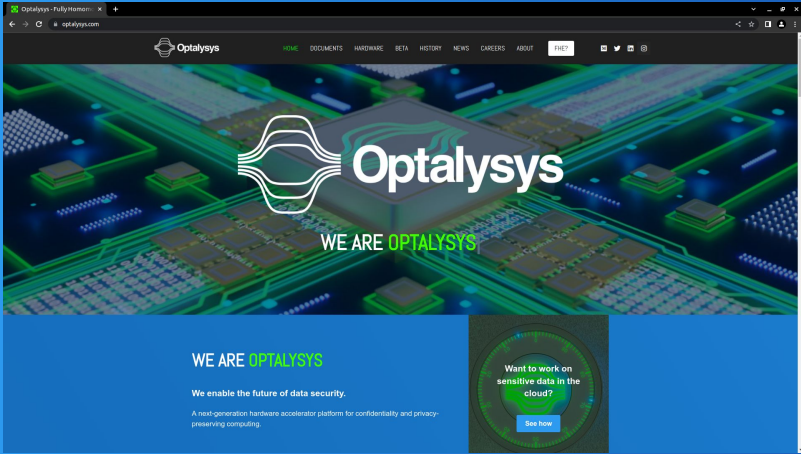 Optalysys - Fully Homom
optalysys.com
Optalysys
HOME DOCUMENTS HARDWARE BETA HISTORY NEWS CAREERS ABOUT FHE?
Optalysys
WE ARE OPTALYSYS
WE ARE OPTALYSYS
We enable the future of data security.
A next-generation hardware accelerator platform for confidentiality and privacy-
preserving computing.
Want to work on
sensitive data in the
cloud?
See how